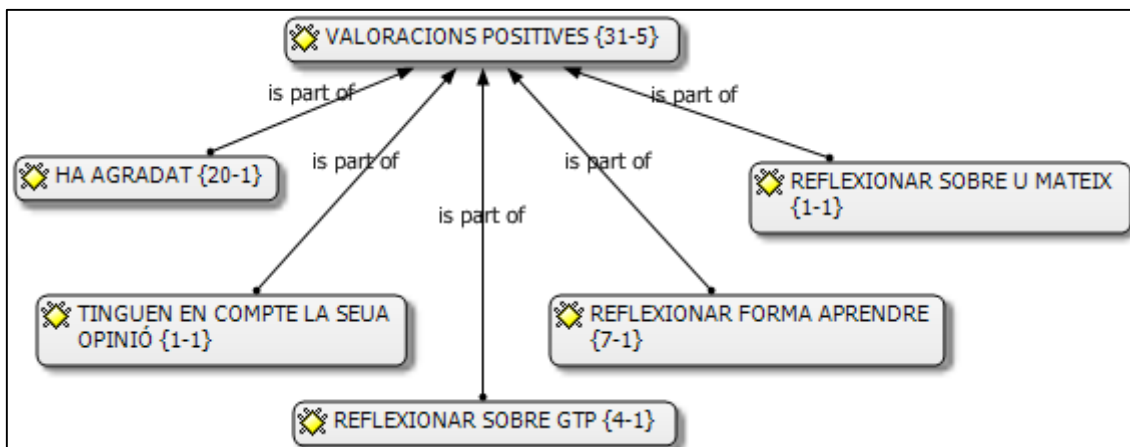 VALORACIONS POSITIVES {31-5}
is part of
is part of
is part of
is part of
is part of
HA AGRADAT {20-1}
REFLEXIONAR SOBRE U MATEIX
{1-1}
TINGUEN EN COMPTE LA SEUA
OPINIÓ {1-1}
REFLEXIONAR FORMA APRENDRE
{7-1}
REFLEXIONAR SOBRE GTP {4-1}